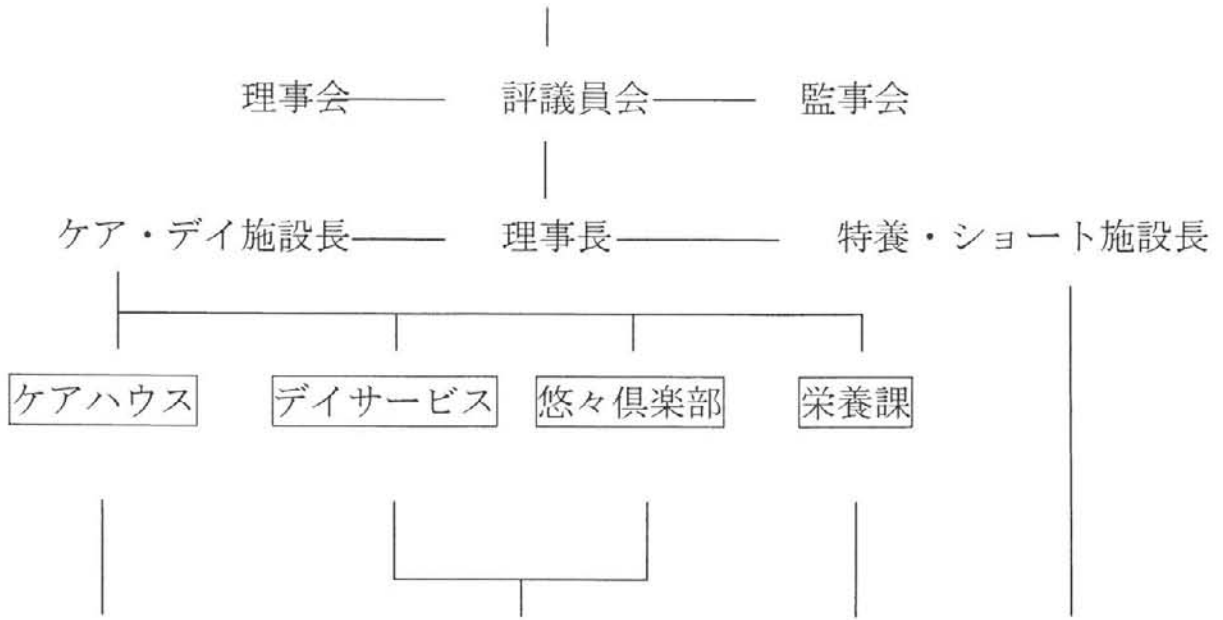 理事会 評議員会 監事会
ケア・デイ施設長 理事長 特養・ショート施設長
ケアハウス デイサービス 悠々倶楽部 栄養課